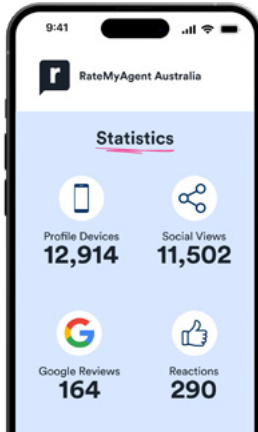 9:41
r
RateMyAgent Australia
Statistics
Profile Devices
12,914
Social Views
11,502
Google Reviews
164
Reactions
290